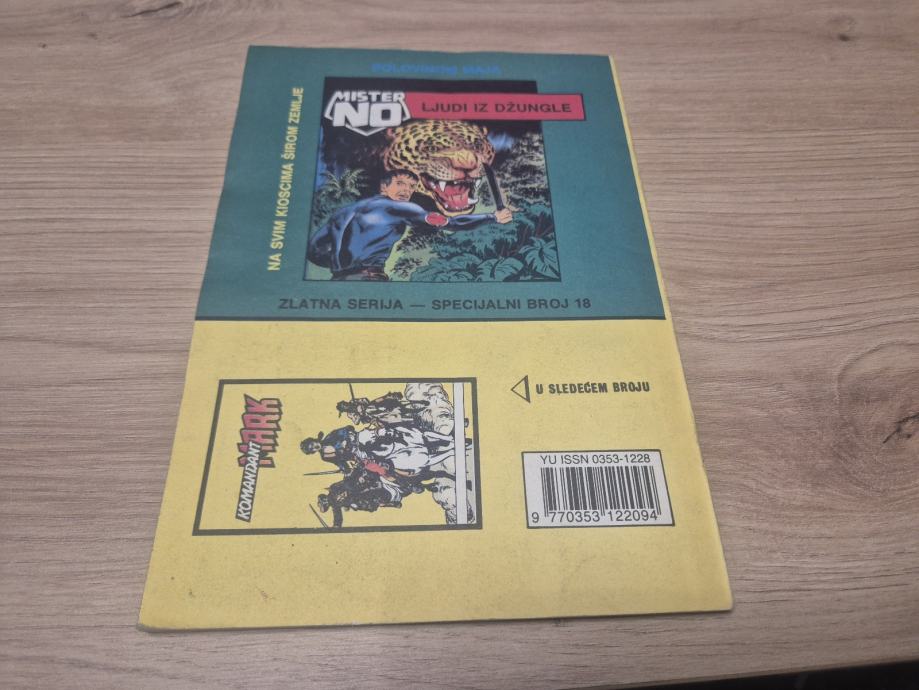 POLOVINOM MAJA
NA SVIM KIOSCIMA ŠIROM ZEMLJE
MISTER
NO
LJUDI IZ DŽUNGLE
ZLATNA SERIJA — SPECIJALNI BROJ 18
KOMANDANT
MARK
U SLEDEĆEM BROJU
YU ISSN 0353-1228
9 770353 122094